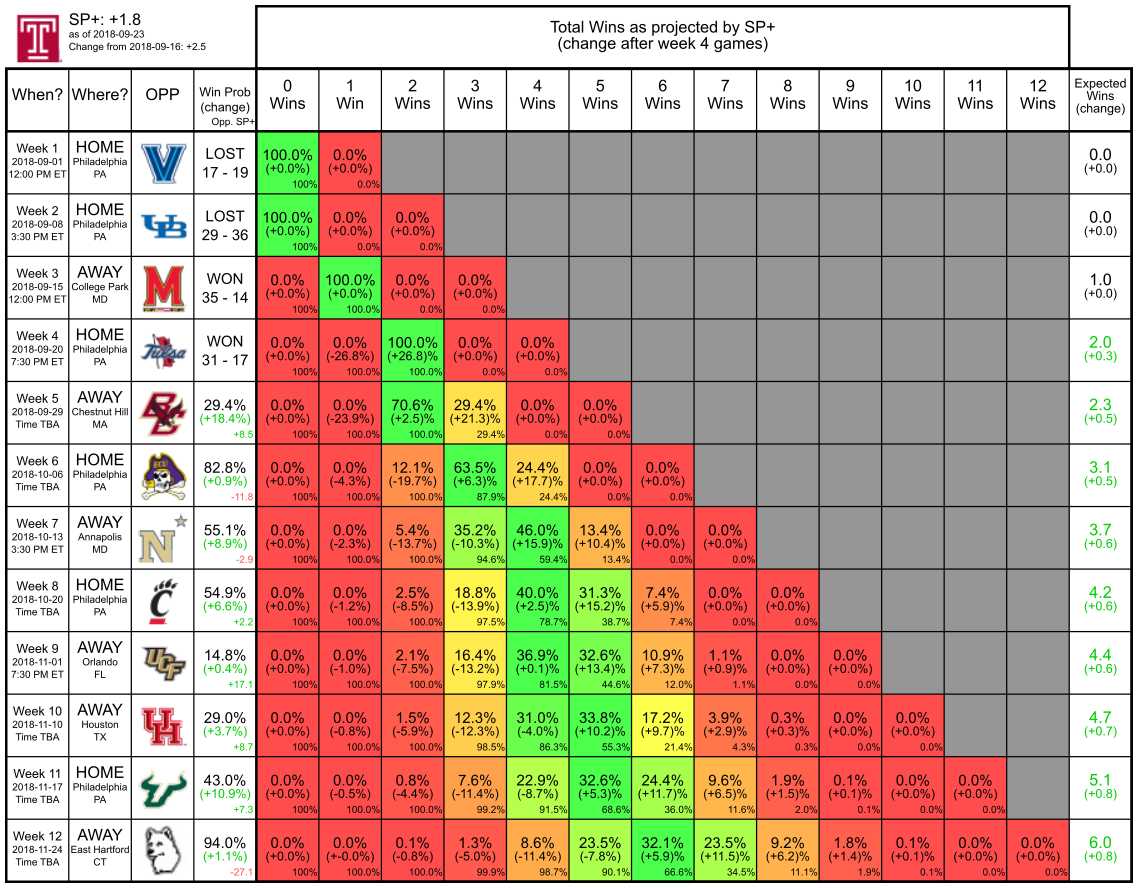 SP+: +1.8
as of 2018-09-23
Change from 2018-09-16: +2.5
Total Wins as projected by SP+
(change after week 4 games)
When? Where? OPP Win Prob (change) Opp. SP+ 0 Wins 1 Win 2 Wins 3 Wins 4 Wins 5 Wins 6 Wins 7 Wins 8 Wins 9 Wins 10 Wins 11 Wins 12 Wins Expected Wins (change)
Week 1 HOME LOST 100.0% 0.0% 0.0
2018-09-01 Philadelphia 17 - 19 (+0.0%) (+0.0%) (+0.0)
12:00 PM ET PA 100% 0.0%
Week 2 HOME LOST 100.0% 0.0% 0.0% 0.0
2018-09-08 Philadelphia UB 29 - 36 (+0.0%) (+0.0%) (+0.0%) (+0.0)
3:30 PM ET PA 100% 0.0% 0.0%
Week 3 AWAY M WON 0.0% 100.0% 0.0% 0.0% 1.0
2018-09-15 College Park 35 - 14 (+0.0%) (+0.0%) (+0.0%) (+0.0%) (+0.0)
12:00 PM ET MD 100% 100.0% 0.0% 0.0%
Week 4 HOME WON 0.0% 0.0% 100.0% 0.0% 0.0% 2.0
2018-09-20 Philadelphia Tulsa 31 - 17 (+0.0%) (-26.8%) (+26.8)% (+0.0%) (+0.0%) (+0.3)
7:30 PM ET PA 100% 100.0% 100.0% 0.0% 0.0%
Week 5 AWAY BC 29.4% 0.0% 0.0% 70.6% 29.4% 0.0% 0.0% 2.3
2018-09-29 Chestnut Hill (+18.4%) (+0.0%) (-23.9%) (+2.5)% (+21.3)% (+0.0%) (+0.0%) (+0.5)
Time TBA MA +8.5 100% 100.0% 100.0% 29.4% 0.0% 0.0%
Week 6 HOME ECU 82.8% 0.0% 0.0% 12.1% 63.5% 24.4% 0.0% 0.0% 3.1
2018-10-06 Philadelphia (+0.9%) (+0.0%) (-4.3%) (-19.7%) (+6.3)% (+17.7)% (+0.0%) (+0.0%) (+0.5)
Time TBA PA -11.8 100% 100.0% 100.0% 87.9% 24.4% 0.0% 0.0%
Week 7 AWAY N 55.1% 0.0% 0.0% 5.4% 35.2% 46.0% 13.4% 0.0% 0.0% 3.7
2018-10-13 Annapolis (+8.9%) (+0.0%) (-2.3%) (-13.7%) (-10.3%) (+15.9)% (+10.4)% (+0.0%) (+0.0%) (+0.6)
3:30 PM ET MD -2.9 100% 100.0% 100.0% 94.6% 59.4% 13.4% 0.0% 0.0%
Week 8 HOME C 54.9% 0.0% 0.0% 2.5% 18.8% 40.0% 31.3% 7.4% 0.0% 0.0% 4.2
2018-10-20 Philadelphia (+6.6%) (+0.0%) (-1.2%) (-8.5%) (-13.9%) (+2.5)% (+15.2)% (+5.9)% (+0.0%) (+0.0%) (+0.6)
Time TBA PA +2.2 100% 100.0% 100.0% 97.5% 78.7% 38.7% 7.4% 0.0% 0.0%
Week 9 AWAY UCF 14.8% 0.0% 0.0% 2.1% 16.4% 36.9% 32.6% 10.9% 1.1% 0.0% 0.0% 4.4
2018-11-01 Orlando (+0.4%) (+0.0%) (-1.0%) (-7.5%) (-13.2%) (+0.1)% (+13.4)% (+7.3)% (+0.9)% (+0.0%) (+0.0%) (+0.6)
7:30 PM ET FL +17.1 100% 100.0% 100.0% 97.9% 81.5% 44.6% 12.0% 1.1% 0.0% 0.0%
Week 10 AWAY UH 29.0% 0.0% 0.0% 1.5% 12.3% 31.0% 33.8% 17.2% 3.9% 0.3% 0.0% 0.0% 4.7
2018-11-10 Houston (+3.7%) (+0.0%) (-0.8%) (-5.9%) (-12.3%) (-4.0%) (+10.2)% (+9.7)% (+2.9)% (+0.3)% (+0.0%) (+0.0%) (+0.7)
Time TBA TX +8.7 100% 100.0% 100.0% 98.5% 86.3% 55.3% 21.4% 4.3% 0.3% 0.0% 0.0%
Week 11 HOME 43.0% 0.0% 0.0% 0.8% 7.6% 22.9% 32.6% 24.4% 9.6% 1.9% 0.1% 0.0% 0.0% 5.1
2018-11-17 Philadelphia (+10.9%) (+0.0%) (-0.5%) (-4.4%) (-11.4%) (-8.7%) (+5.3)% (+11.7)% (+6.5)% (+1.5)% (+0.1)% (+0.0%) (+0.0%) (+0.8)
Time TBA PA +7.3 100% 100.0% 100.0% 99.2% 91.5% 68.6% 36.0% 11.6% 2.0% 0.1% 0.0% 0.0%
Week 12 AWAY 94.0% 0.0% 0.0% 0.1% 1.3% 8.6% 23.5% 32.1% 23.5% 9.2% 1.8% 0.1% 0.0% 0.0% 6.0
2018-11-24 East Hartford (+1.1%) (+0.0%) (+-0.0%) (-0.8%) (-5.0%) (-11.4%) (-7.8%) (+5.9)% (+11.5)% (+6.2)% (+1.4)% (+0.1)% (+0.0%) (+0.0%) (+0.8)
Time TBA CT -27.1 100% 100.0% 100.0% 99.9% 98.7% 90.1% 66.6% 34.5% 11.1% 1.9% 0.1% 0.0% 0.0%